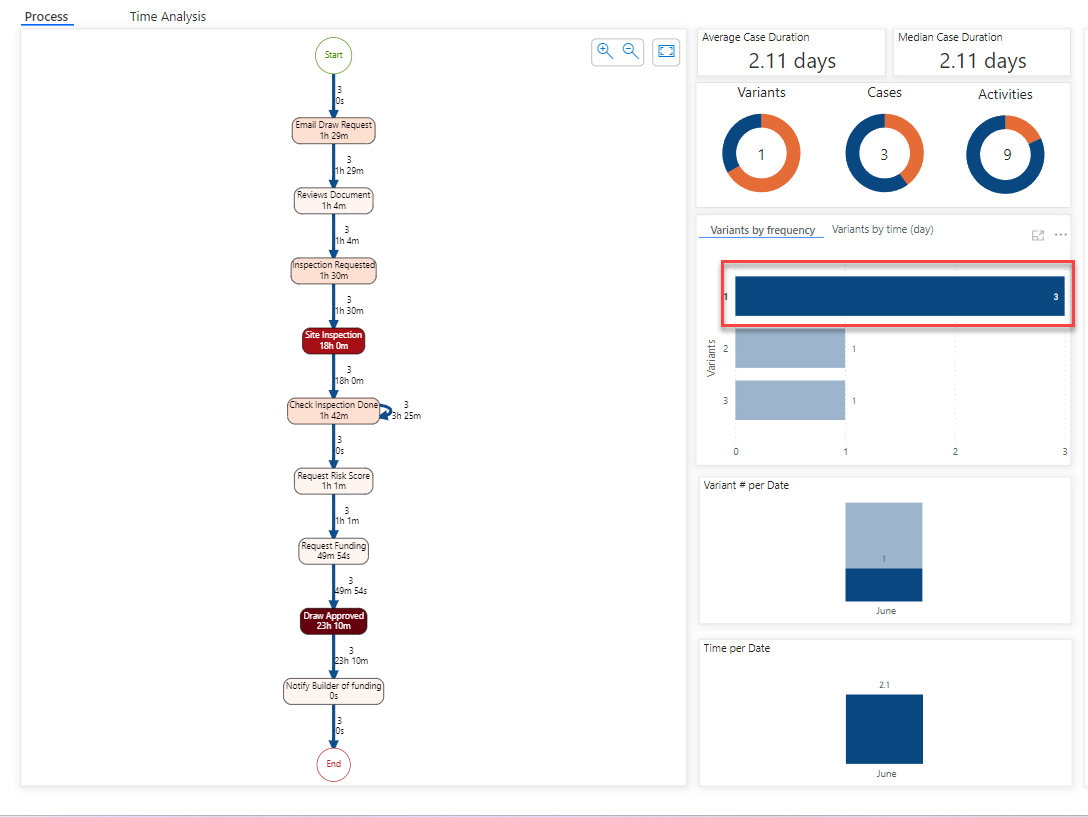 Process
Time Analysis
Start
3
0s
Email Draw Request
1h 29m
3
1h 29m
Reviews Document
1h 4m
3
1h 4m
Inspection Requested
1h 30m
3
1h 30m
Site Inspection
18h 0m
3
18h 0m
Check Inspection Done
1h 42m
3
3h 25m
3
0s
Request Risk Score
1h 1m
3
1h 1m
Request Funding
49m 54s
3
49m 54s
Draw Approved
23h 10m
3
23h 10m
Notify Builder of funding
0s
3
0s
End
Average Case Duration
2.11 days
Median Case Duration
2.11 days
Variants
1
Cases
3
Activities
9
Variants by frequency
Variants by time (day)
Variants
1
3
2
1
3
1
0
1
2
3
Variant # per Date
1
June
Time per Date
2.1
June